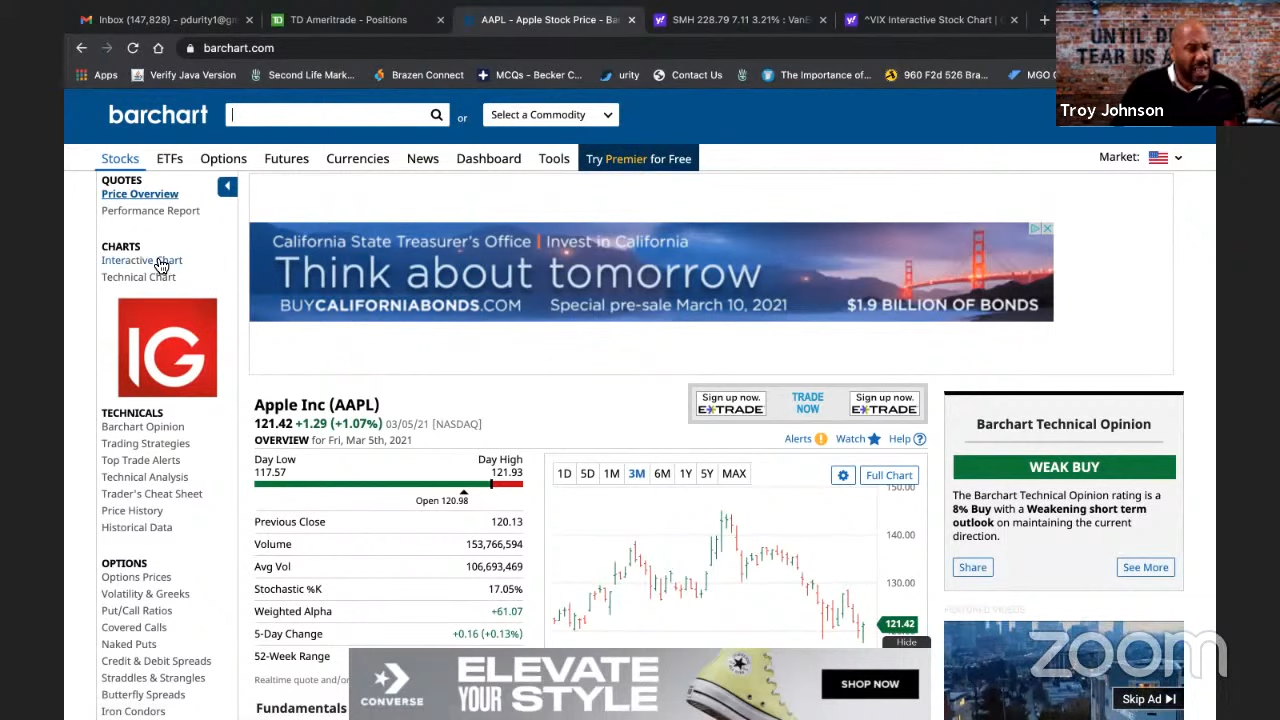 Inbox (147,828) - pdurity1@gm
TD Ameritrade - Positions
AAPL - Apple Stock Price - Ba
SMH 228.79 7.11 3.21% : VanE
^VIX Interactive Stock Chart |
barchart.com
Apps
Verify Java Version
Second Life Mark...
Brazen Connect
MCQs - Becker C...
urity
Contact Us
The Importance of...
960 F2d 526 Bra...
MGO
UNTIL
TEAR US
Troy Johnson
barchart
or
Select a Commodity
Stocks
ETFs
Options
Futures
Currencies
News
Dashboard
Tools
Try Premier for Free
Market:
QUOTES
Price Overview
Performance Report
CHARTS
Interactive Chart
Technical Chart
IG
TECHNICALS
Barchart Opinion
Trading Strategies
Top Trade Alerts
Technical Analysis
Trader's Cheat Sheet
Price History
Historical Data
OPTIONS
Options Prices
Volatility & Greeks
Put/Call Ratios
Covered Calls
Naked Puts
Credit & Debit Spreads
Straddles & Strangles
Butterfly Spreads
Iron Condors
California State Treasurer's Office | Invest in California
Think about tomorrow
BUYCALIFORNIABONDS.COM
Special pre-sale March 10, 2021
$1.9 BILLION OF BONDS
Apple Inc (AAPL)
121.42 +1.29 (+1.07%) 03/05/21 [NASDAQ]
OVERVIEW for Fri, Mar 5th, 2021
Sign up now.
E*TRADE
TRADE
NOW
Sign up now.
E*TRADE
Alerts
Watch
Help
Day Low
Day High
117.57
121.93
Open 120.98
Previous Close 120.13
Volume 153,766,594
Avg Vol 106,693,469
Stochastic %K 17.05%
Weighted Alpha +61.07
5-Day Change +0.16 (+0.13%)
52-Week Range
Realtime quote and/or
Fundamentals
1D 5D 1M 3M 6M 1Y 5Y MAX
Full Chart
150.00
140.00
130.00
121.42
Hide
Barchart Technical Opinion
WEAK BUY
The Barchart Technical Opinion rating is a
8% Buy with a Weakening short term
outlook on maintaining the current
direction.
Share
See More
FEATURED VIDEOS
CONVERSE
ELEVATE
YOUR STYLE
SHOP NOW
zoom
Skip Ad